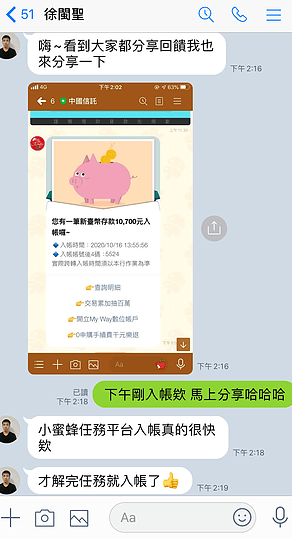 51 徐閩聖
嗨~看到大家都分享回饋我也
來分享一下
下午 2:16
4G 下午2:02 63%
6 中國信託
您有一筆新臺幣存款10,700元入
帳囉~
入帳時間：2020/10/16 13:55:56
入帳帳號後4碼 : 5524
實際跨轉入帳時間須以本行作業為準
查詢明細
交易累加抽百萬
開立My Way數位帳戶
0申購手續費千元樂退
Aa
下午 2:16
已讀
下午 2:18
下午剛入帳欸 馬上分享哈哈哈
小蜜蜂任務平台入帳真的很快
欸
下午 2:18
才解完任務就入帳了👍
下午 2:19
Aa